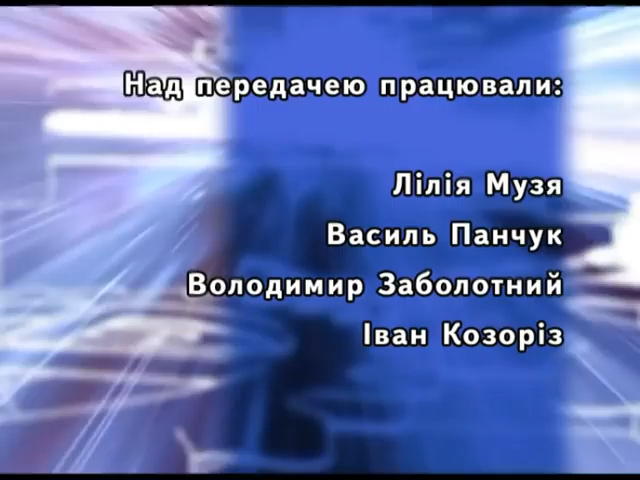 Над передачею працювали:
Лілія Музя
Василь Панчук
Володимир Заболотний
Іван Козоріз